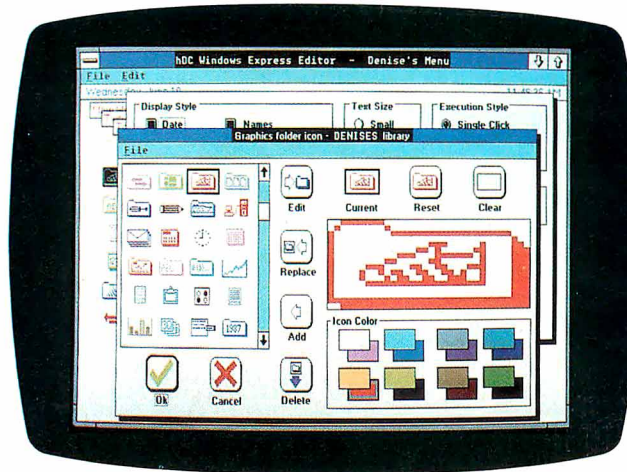 hDC Windows Express Editor - Denise's Menu
File Edit
Display Style
Date
Names
Text Size
Small
Execution Style
Single Click
Graphics folder icon - DENISES library
File
Edit
Current
Reset
Clear
Replace
Add
Icon Color
1987
Ok
Cancel
Delete